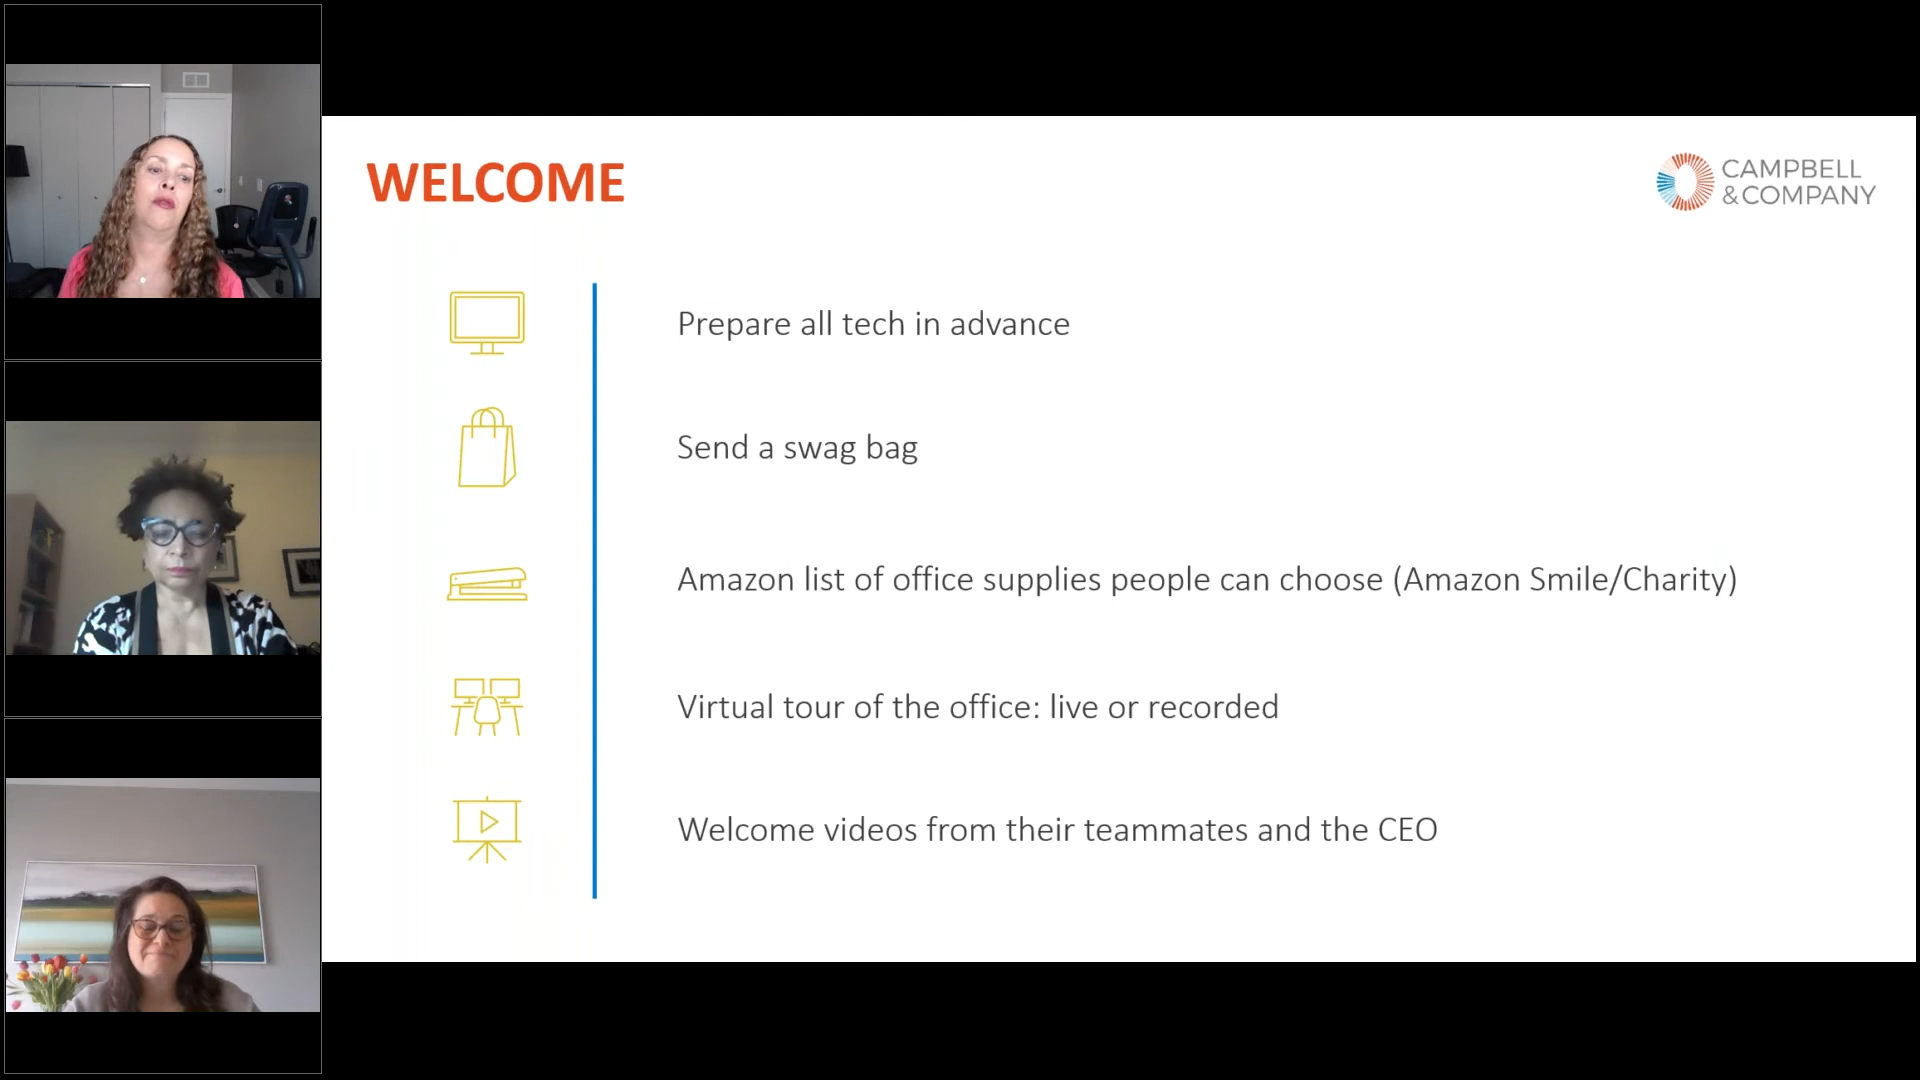 WELCOME
CAMPBELL
& COMPANY
Prepare all tech in advance
Send a swag bag
Amazon list of office supplies people can choose (Amazon Smile/Charity)
Virtual tour of the office: live or recorded
Welcome videos from their teammates and the CEO